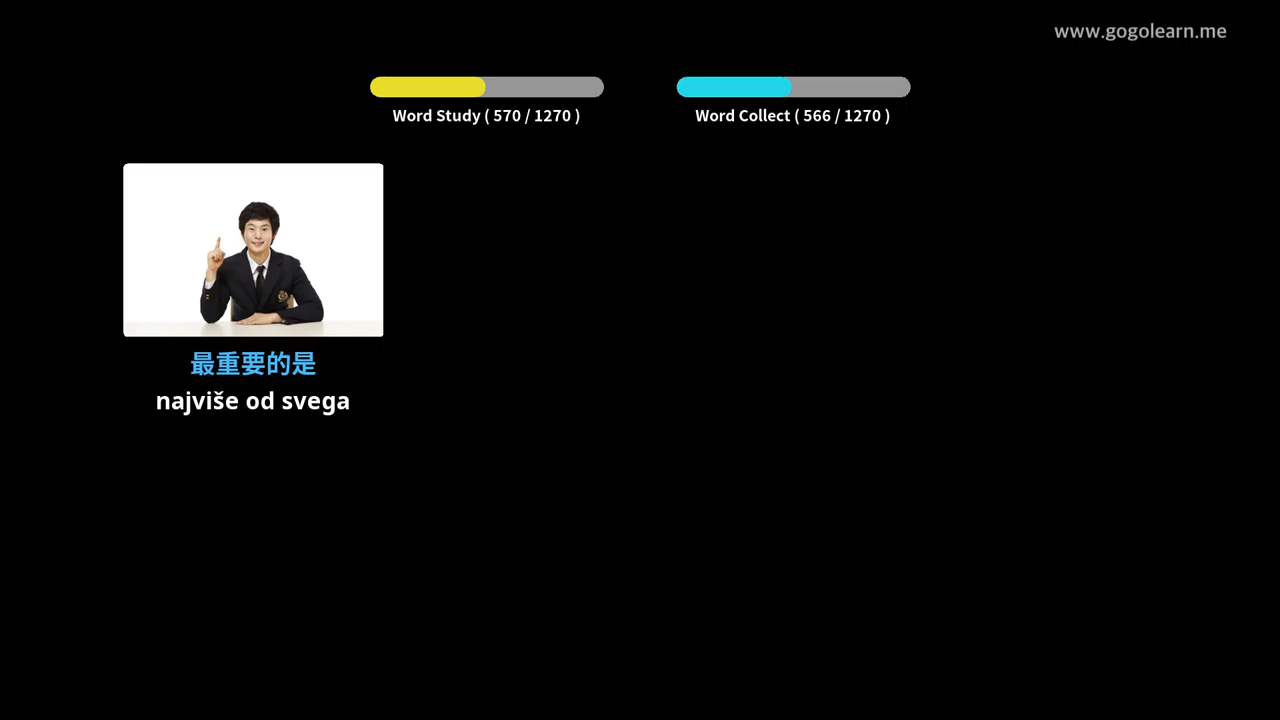 www.gogolearn.me
Word Study ( 570 / 1270 )
Word Collect ( 566 / 1270 )
最重要的是
najviše od svega